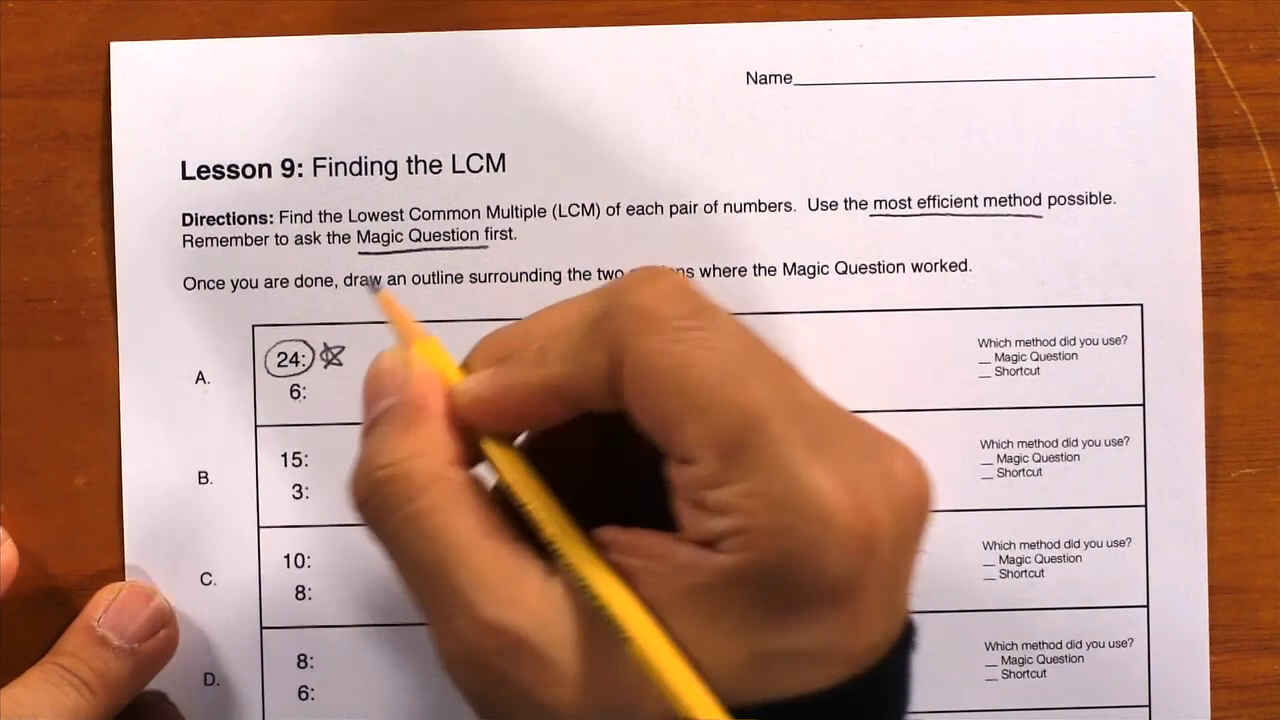 Name
Lesson 9: Finding the LCM
Directions: Find the Lowest Common Multiple (LCM) of each pair of numbers. Use the most efficient method possible.
Remember to ask the Magic Question first.
Once you are done, draw an outline surrounding the two where the Magic Question worked.
A.
24:
6:
Which method did you use?
__ Magic Question
__ Shortcut
B.
15:
3:
Which method did you use?
__ Magic Question
__ Shortcut
C.
10:
8:
Which method did you use?
__ Magic Question
__ Shortcut
D.
8:
6:
Which method did you use?
__ Magic Question
__ Shortcut